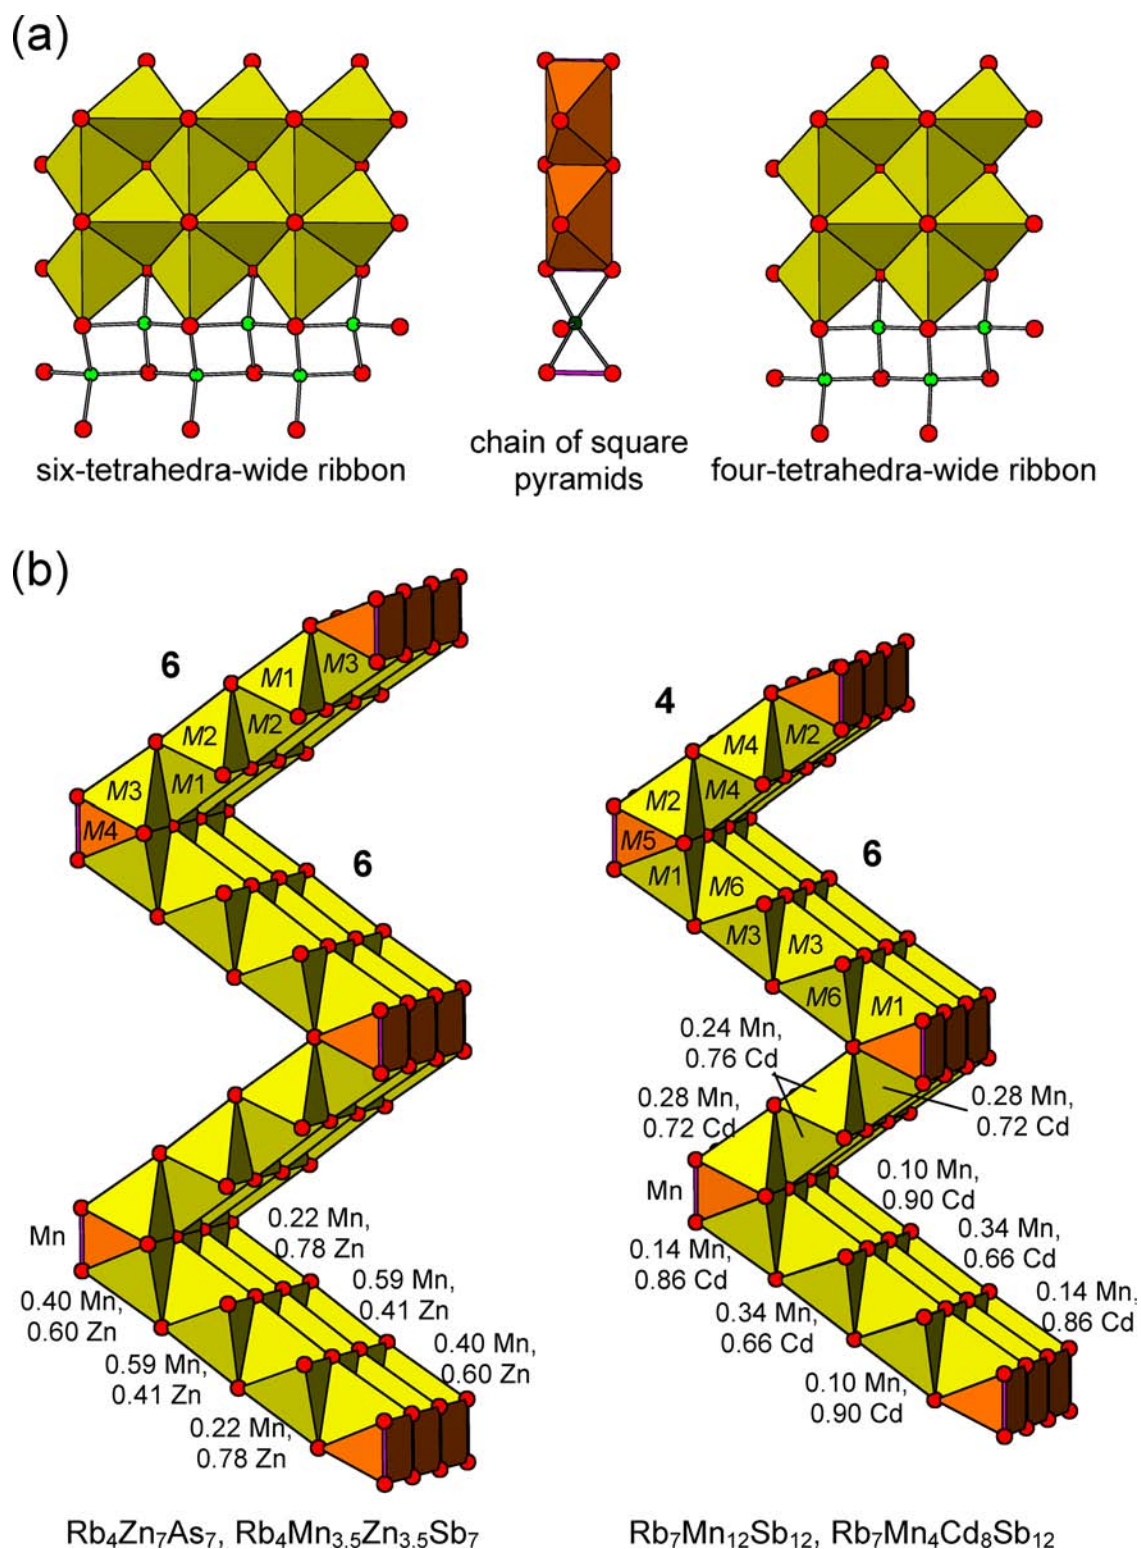 (a)
six-tetrahedra-wide ribbon
chain of square
pyramids
four-tetrahedra-wide ribbon
(b)
6
M1
M3
M2
M2
M3
M1
M4
6
Mn
0.40 Mn,
0.60 Zn
0.59 Mn,
0.41 Zn
0.22 Mn,
0.78 Zn
0.22 Mn,
0.78 Zn
0.59 Mn,
0.41 Zn
0.40 Mn,
0.60 Zn
Rb₄Zn₇As₇, Rb₄Mn₃.₅Zn₃.₅Sb₇
4
M4
M2
M2
M4
M5
M1
6
M6
M3
M3
M6
M1
0.24 Mn,
0.76 Cd
0.28 Mn,
0.72 Cd
0.28 Mn,
0.72 Cd
Mn
0.10 Mn,
0.90 Cd
0.14 Mn,
0.86 Cd
0.34 Mn,
0.66 Cd
0.34 Mn,
0.66 Cd
0.14 Mn,
0.86 Cd
0.10 Mn,
0.90 Cd
Rb₇Mn₁₂Sb₁₂, Rb₇Mn₄Cd₈Sb₁₂